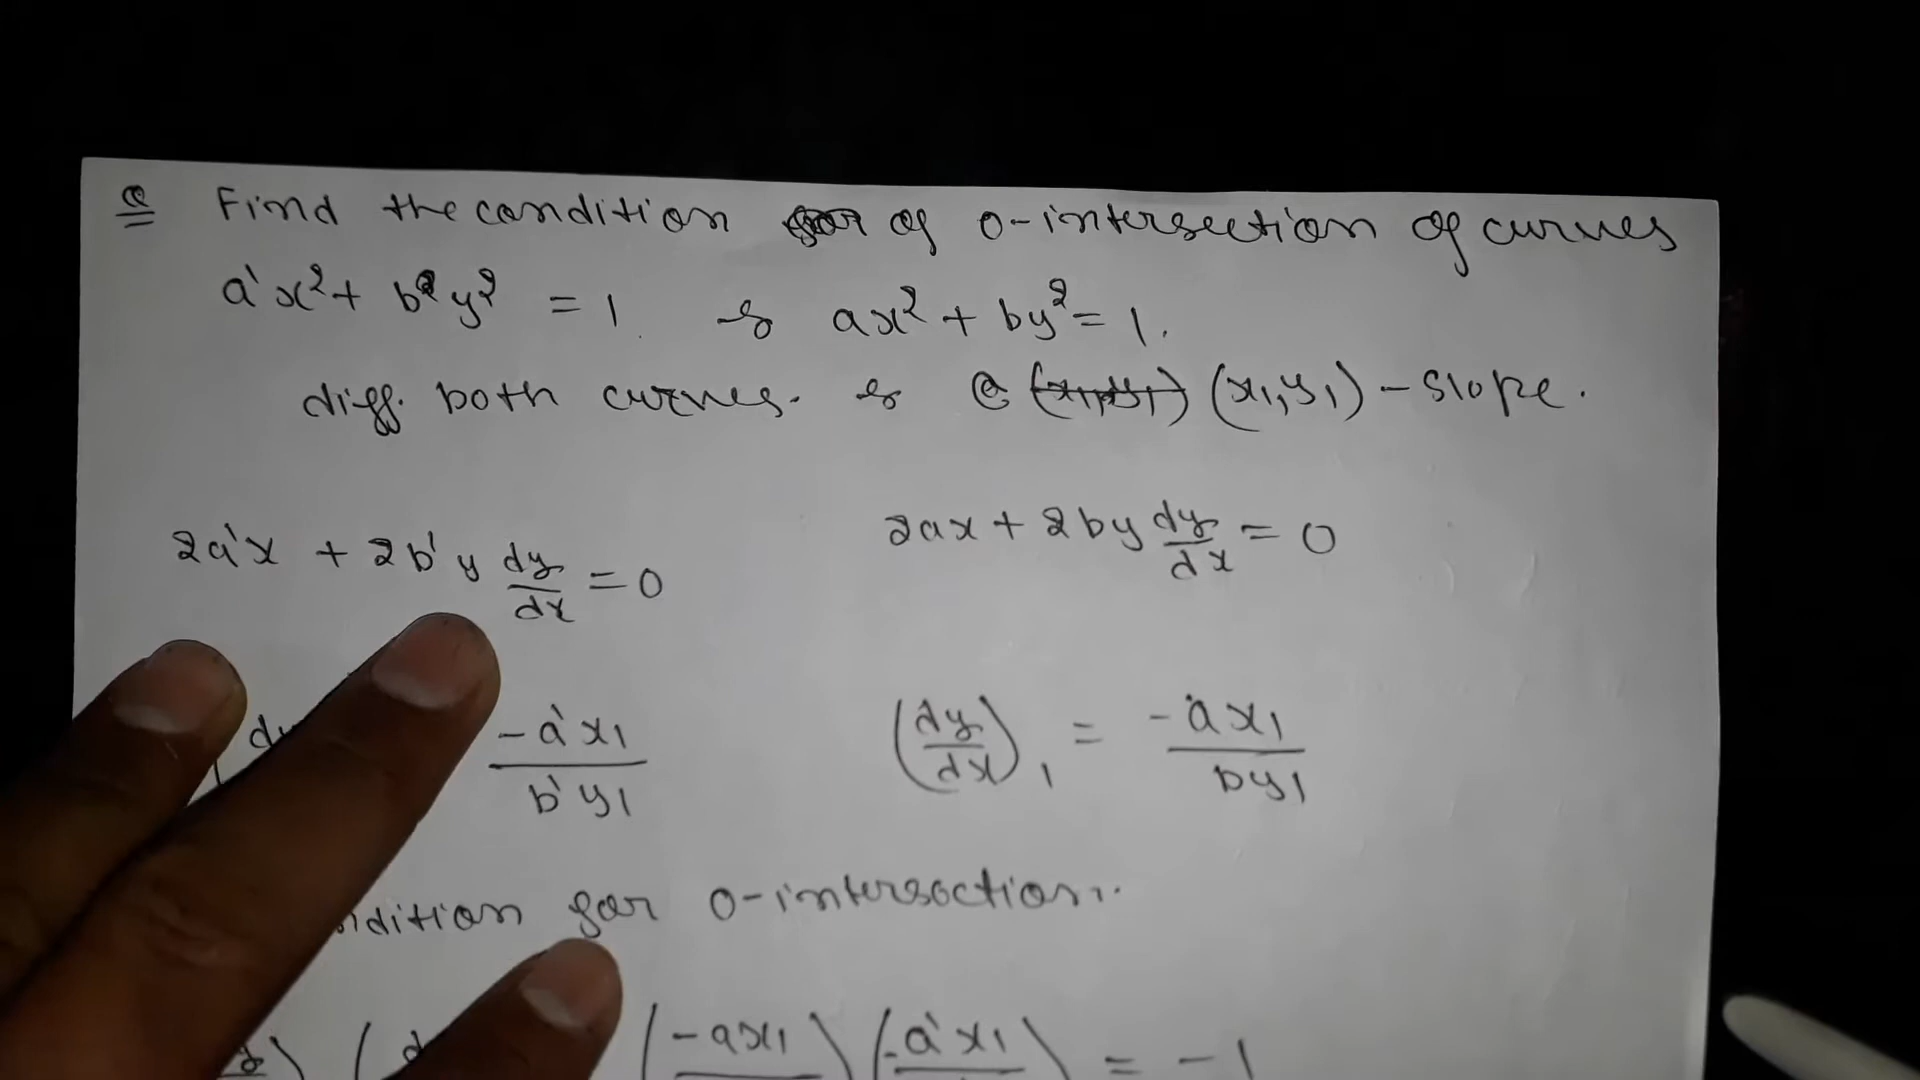 Q Find the condition of O-intersection of curves
a'x² + b'y² = 1 & ax² + by² = 1.
diff. both curves. & @ (x₁,y₁) (x₁,y₁) - slope.
2a'x + 2b'y dy/dx = 0 2ax + 2by dy/dx = 0
-a'x₁/b'y₁ (dy/dx)₁ = -ax₁/by₁
for O-intersection.
(-ax₁ ) (-a'x₁ ) = -1